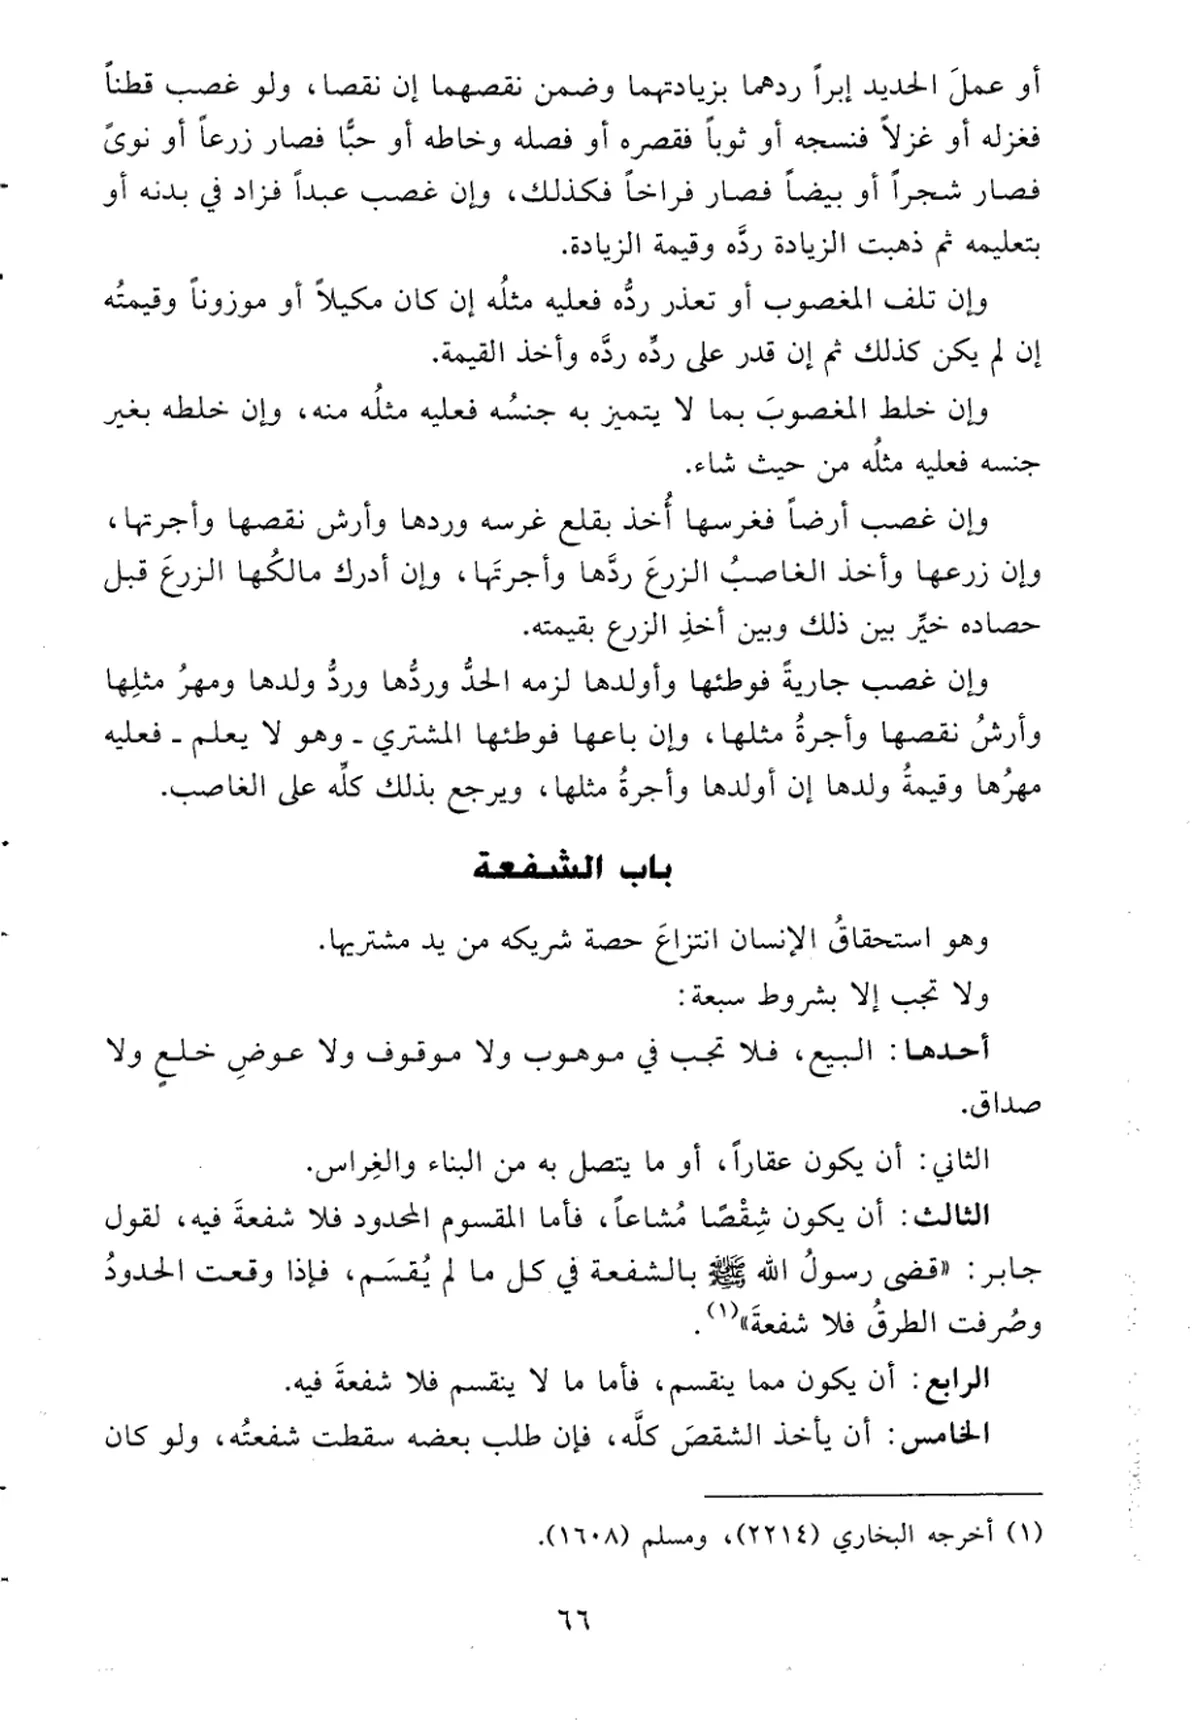 أو عملَ الحديد إبراً ردهما بزيادتهما وضمن نقصهما إن نقصا، ولو غصب قطناً
فغزله أو غزلاً فنسجه أو ثوباً فقصره أو فصله وخاطه أو حبًّا فصار زرعاً أو نوىً
فصار شجراً أو بيضاً فصار فراخاً فكذلك، وإن غصب عبداً فزاد في بدنه أو
بتعليمه ثم ذهبت الزيادة ردَّه وقيمة الزيادة.
وإن تلف المغصوب أو تعذر ردُّه فعليه مثلُه إن كان مكيلاً أو موزوناً وقيمتُه
إن لم يكن كذلك ثم إن قدر على ردِّه ردَّه وأخذ القيمة.
وإن خلط المغصوبَ بما لا يتميز به جنسُه فعليه مثلُه منه، وإن خلطه بغير
جنسه فعليه مثلُه من حيث شاء.
وإن غصب أرضاً فغرسها أُخذ بقلع غرسه وردها وأرش نقصها وأجرتها،
وإن زرعها وأخذ الغاصبُ الزرعَ ردَّها وأجرتَها، وإن أدرك مالكُها الزرعَ قبل
حصاده خيِّر بين ذلك وبين أخذِ الزرع بقيمته.
وإن غصب جاريةً فوطئها وأولدها لزمه الحدُّ وردُّها وردُّ ولدها ومهرُ مثلِها
وأرشُ نقصها وأجرةُ مثلها، وإن باعها فوطئها المشتري ـ وهو لا يعلم ـ فعليه
مهرُها وقيمةُ ولدها إن أولدها وأجرةُ مثلها، ويرجع بذلك كلِّه على الغاصب.
باب الشفعة
وهو استحقاقُ الإنسان انتزاعَ حصة شريكه من يد مشتريها.
ولا تجب إلا بشروط سبعة:
أحدها: البيع، فلا تجب في موهوب ولا موقوف ولا عوضِ خلعٍ ولا
صداق.
الثاني: أن يكون عقاراً، أو ما يتصل به من البناء والغِراس.
الثالث: أن يكون شِقْصًا مُشاعاً، فأما المقسوم المحدود فلا شفعةَ فيه، لقول
جابر: «قضى رسولُ الله ﷺ بالشفعة في كل ما لم يُقسَم، فإذا وقعت الحدودُ
وصُرفت الطرقُ فلا شفعةَ»(١).
الرابع: أن يكون مما ينقسم، فأما ما لا ينقسم فلا شفعةَ فيه.
الخامس: أن يأخذ الشقصَ كلَّه، فإن طلب بعضه سقطت شفعتُه، ولو كان
(١) أخرجه البخاري (٢٢١٤)، ومسلم (١٦٠٨).
٦٦